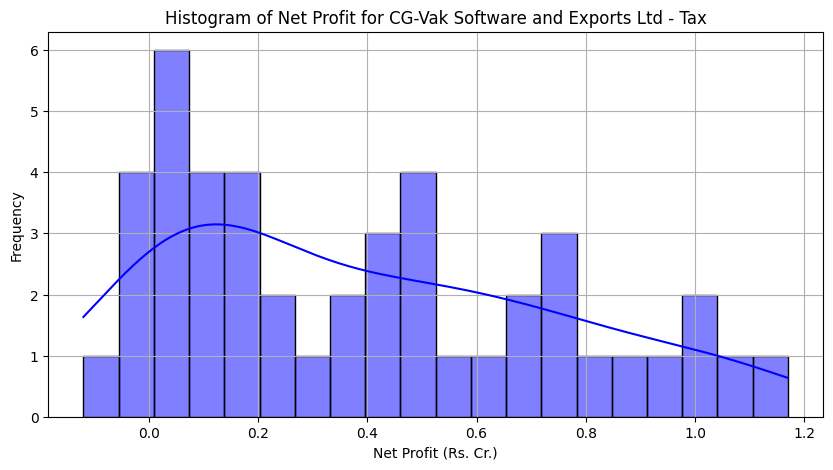 Histogram of Net Profit for CG-Vak Software and Exports Ltd - Tax
6
5
4
3
2
1
0
Frequency
0.0 0.2 0.4 0.6 0.8 1.0 1.2
Net Profit (Rs. Cr.)